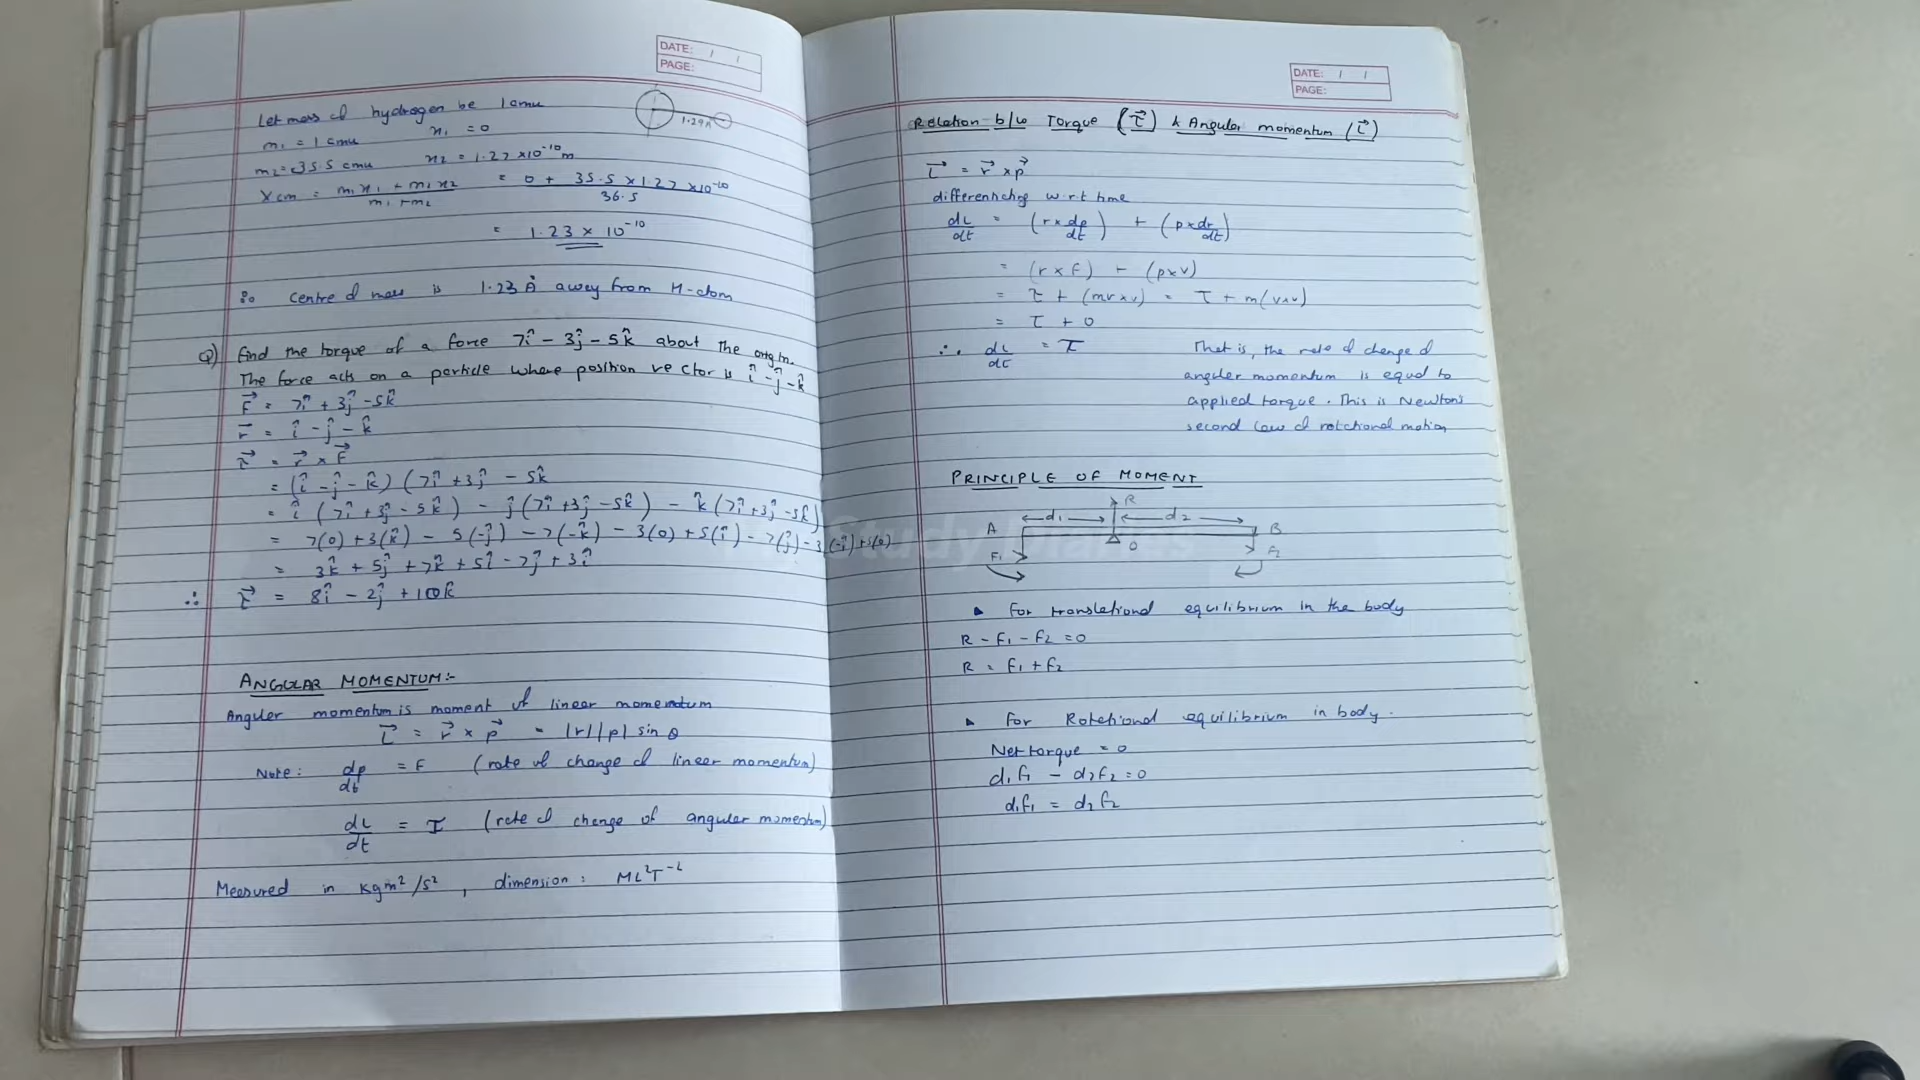 DATE: / /
PAGE:
Let mass of hydrogen be 1amu
m₁ = 1amu x₁ = 0
m₂ = 35.5 amu x₂ = 1.27 × 10⁻¹⁰ m
Xcm = m₁x₁ + m₁x₂ / m₁+m₂ = 0 + 35.5 × 1.27 × 10⁻¹⁰ / 36.5
= 1.23 × 10⁻¹⁰
∴ Centre of mass is 1.23 Å away from H-atom
Q) Find the torque of a force 7î - 3ĵ - 5k̂ about the origin.
The force acts on a particle where position vector is î - ĵ - k̂
F⃗ = 7î + 3ĵ - 5k̂
r⃗ = î - ĵ - k̂
τ⃗ = r⃗ × F⃗
= (î - ĵ - k̂) (7î + 3ĵ - 5k̂
= î (7î + 3ĵ - 5k̂) - ĵ(7î + 3ĵ - 5k̂) - k̂(7î + 3ĵ - 5k̂)
= 7(0) + 3(k̂) - 5(-ĵ) - 7(-k̂) - 3(0) + 5(î) - 7(ĵ) - 3(-î) + 5(0)
= 3k̂ + 5ĵ + 7k̂ + 5î - 7ĵ + 3î
∴ τ⃗ = 8î - 2ĵ + 10k̂
ANGULAR MOMENTUM:-
Angular momentum is moment of linear momentum
L⃗ = r⃗ × p⃗ = |r||p| sin θ
Note: dp/dt = F (rate of change of linear momentum)
dL/dt = τ (rate of change of angular momentum)
Measured in kgm²/s², dimension: ML²T⁻²
DATE: / /
PAGE:
Relation b/w Torque (τ⃗) & Angular momentum (L⃗)
L⃗ = r⃗ × p⃗
differentiating w.r.t time
dL/dt = (r × dp/dt) + (p × dr/dt)
= (r × F) + (p×v)
= τ + (mv×v) = τ + m(v×v)
= τ + 0
∴ dL/dt = τ That is, the rate of change of
angular momentum is equal to
applied torque. This is Newton's
second law of rotational motion
PRINCIPLE OF MOMENT
R
d₁ d₂
A B
O
F₁ F₂
▲ For translational equilibrium in the body
R - F₁ - F₂ = 0
R = F₁ + F₂
▲ For Rotational equilibrium in body.
Net torque = 0
d₁F₁ - d₂F₂ = 0
d₁F₁ = d₂F₂